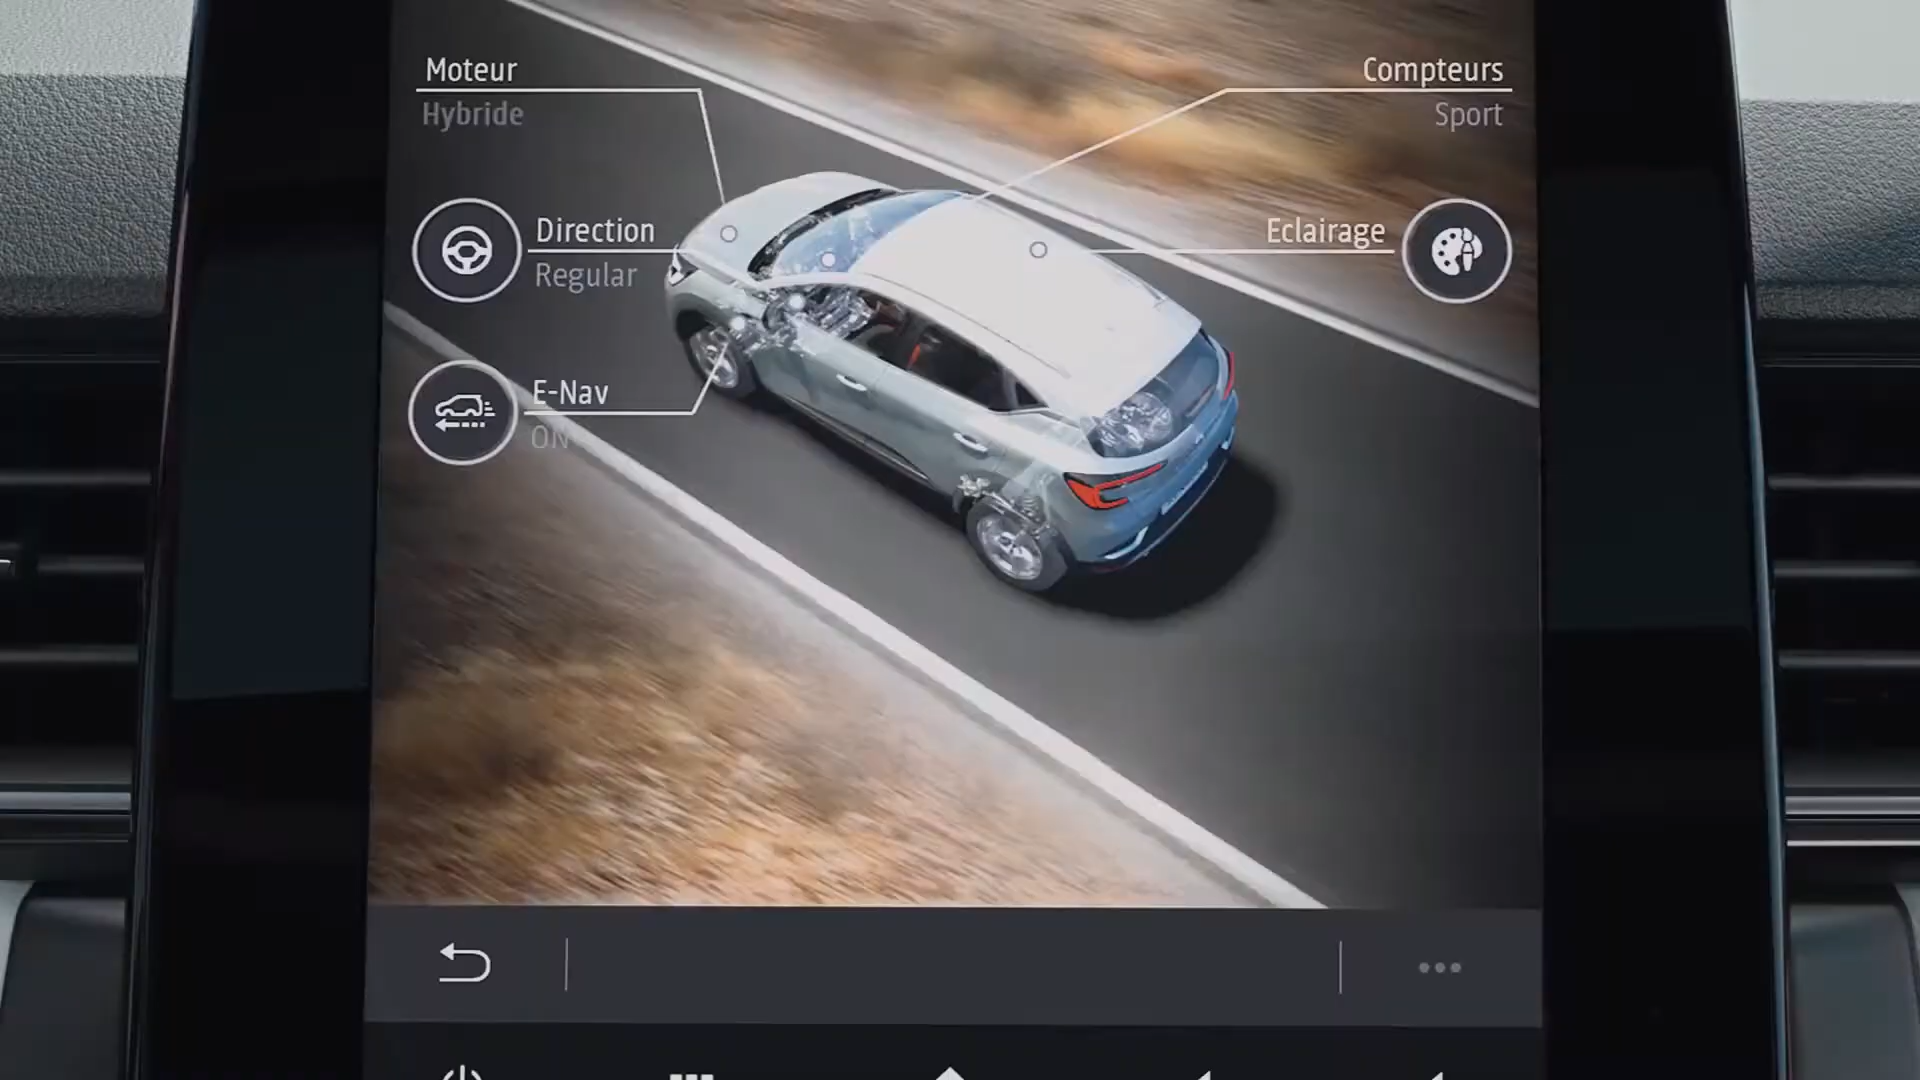 Moteur
Hybride
Compteurs
Sport
Direction
Regular
Eclairage
E-Nav
ON